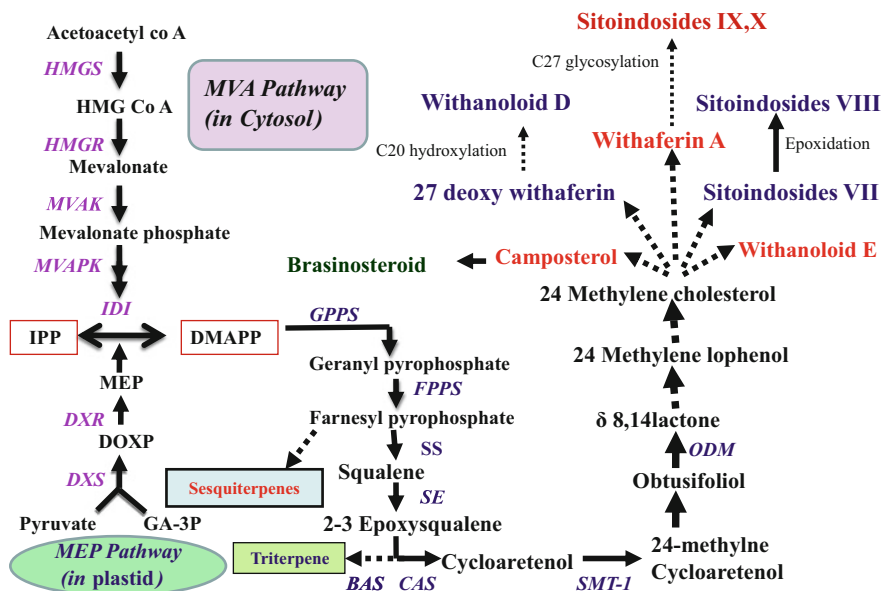 Acetoacetyl co A
HMGS
HMG Co A
HMGR
Mevalonate
MVAK
Mevalonate phosphate
MVAPK
IDI
IPP
DMAPP
MEP
DXR
DOXP
DXS
Pyruvate
GA-3P
MEP Pathway
(in plastid)
MVA Pathway
(in Cytosol)
GPPS
Geranyl pyrophosphate
FPPS
Farnesyl pyrophosphate
SS
Sesquiterpenes
Squalene
SE
2-3 Epoxysqualene
Triterpene
BAS
CAS
Cycloaretenol
SMT-1
24-methylne
Cycloaretenol
Obtusifoliol
ODM
δ 8,14lactone
24 Methylene lophenol
24 Methylene cholesterol
Brasinosteroid
Camposterol
Withanoloid E
27 deoxy withaferin
C20 hydroxylation
Withanoloid D
Withaferin A
C27 glycosylation
Sitoindosides IX,X
Sitoindosides VII
Epoxidation
Sitoindosides VIII